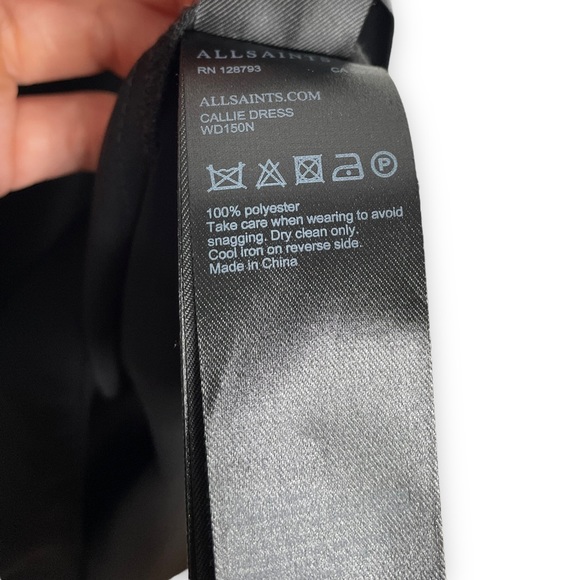 ALLSAINTS
RN 128793 CA
ALLSAINTS.COM
CALLIE DRESS
WD150N
P
100% polyester
Take care when wearing to avoid
snagging. Dry clean only.
Cool iron on reverse side.
Made in China